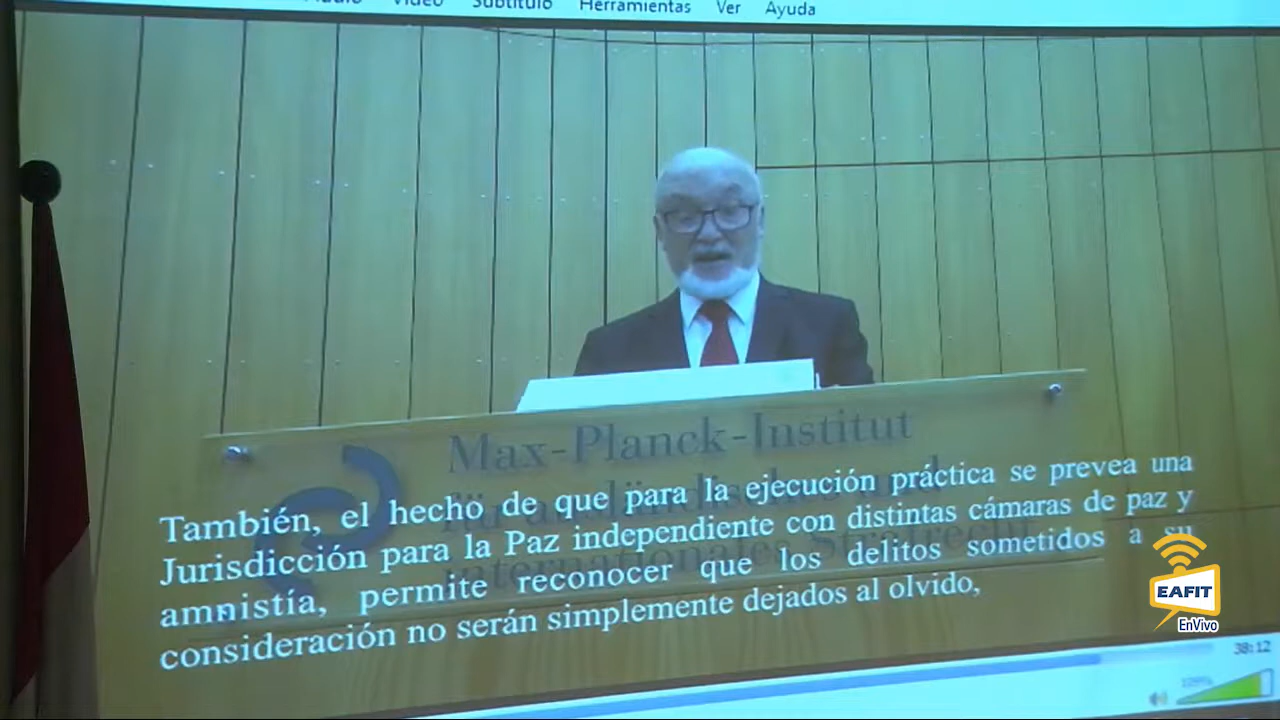 Audio Video Subtítulo Herramientas Ver Ayuda
Max-Planck-Institut
También, el hecho de que para la ejecución práctica se prevea una
Jurisdicción para la Paz independiente con distintas cámaras de paz y
amnistía, permite reconocer que los delitos sometidos a su
consideración no serán simplemente dejados al olvido,
EAFIT
EnVivo
38:12